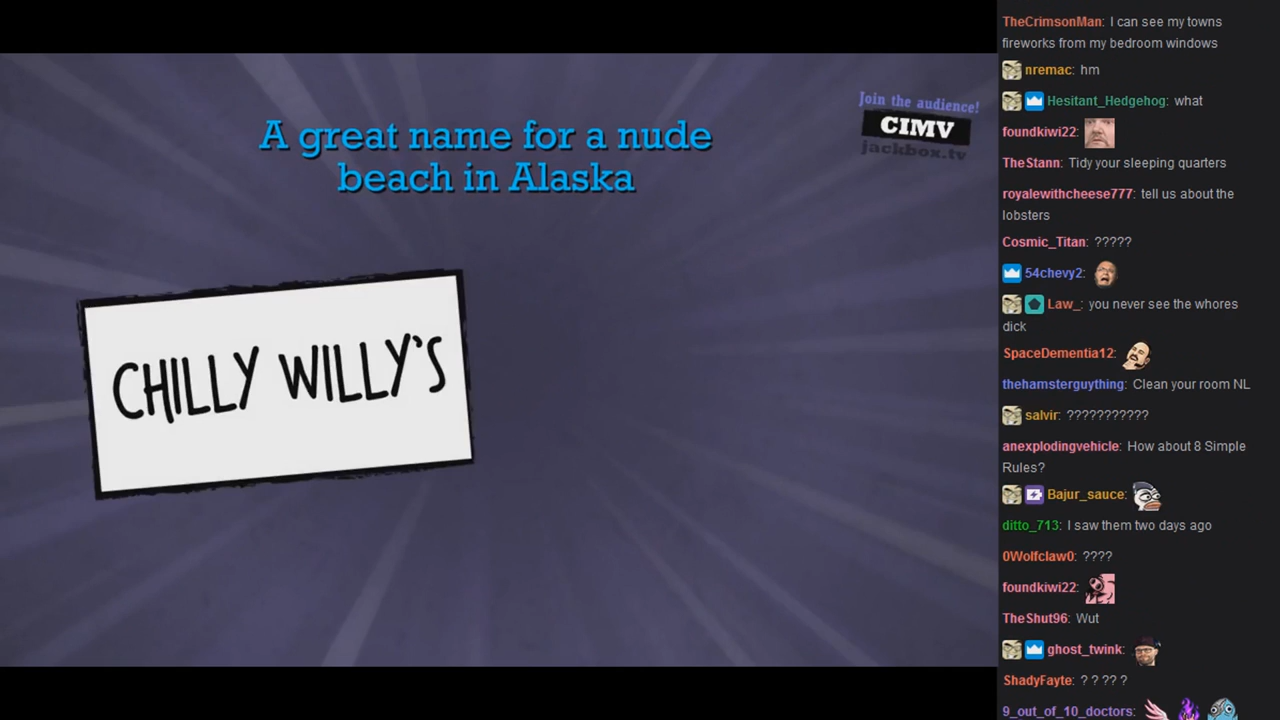 A great name for a nude
beach in Alaska
Join the audience!
CIMV
jackbox.tv
CHILLY WILLY'S
TheCrimsonMan: I can see my towns
fireworks from my bedroom windows
nremac: hm
Hesitant_Hedgehog: what
foundkiwi22:
TheStann: Tidy your sleeping quarters
royalewithcheese777: tell us about the
lobsters
Cosmic_Titan: ?????
54chevy2:
Law_: you never see the whores
dick
SpaceDementia12:
thehamsterguything: Clean your room NL
salvir: ???????????
anexplodingvehicle: How about 8 Simple
Rules?
Bajur_sauce:
ditto_713: I saw them two days ago
0Wolfclaw0: ????
foundkiwi22:
TheShut96: Wut
ghost_twink:
ShadyFayte: ? ? ?? ?
9_out_of_10_doctors: